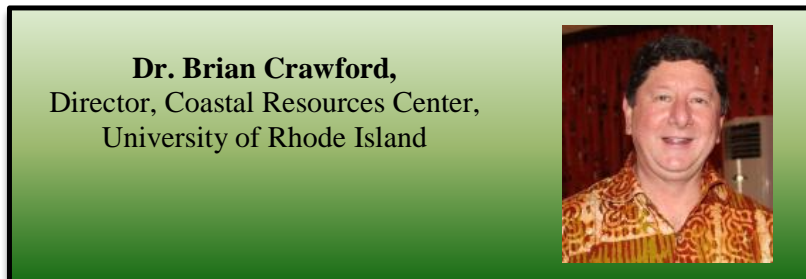 Dr. Brian Crawford,
Director, Coastal Resources Center,
University of Rhode Island